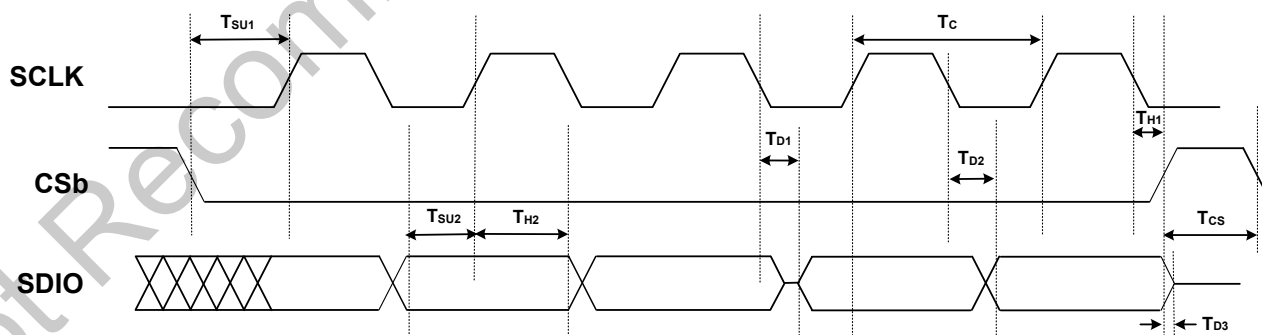 TSU1
TC
SCLK
TH1
TD1
TD2
CSb
TSU2
TH2
TCS
SDIO
TD3